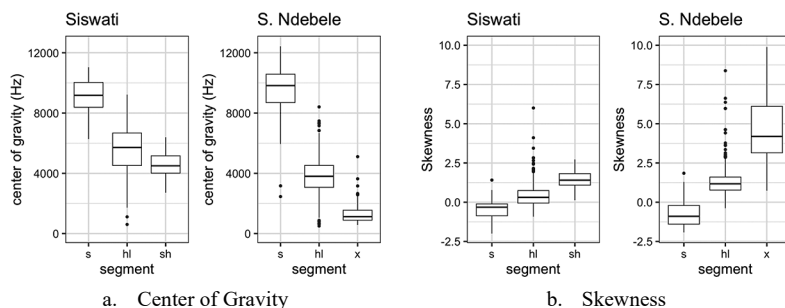 Siswati S. Ndebele Siswati S. Ndebele
center of gravity (Hz)
12000
8000
4000
0
s hl sh
segment
center of gravity (Hz)
12000
8000
4000
0
s hl x
segment
Skewness
10.0
7.5
5.0
2.5
0.0
-2.5
s hl sh
segment
Skewness
10.0
7.5
5.0
2.5
0.0
-2.5
s hl x
segment
a. Center of Gravity b. Skewness